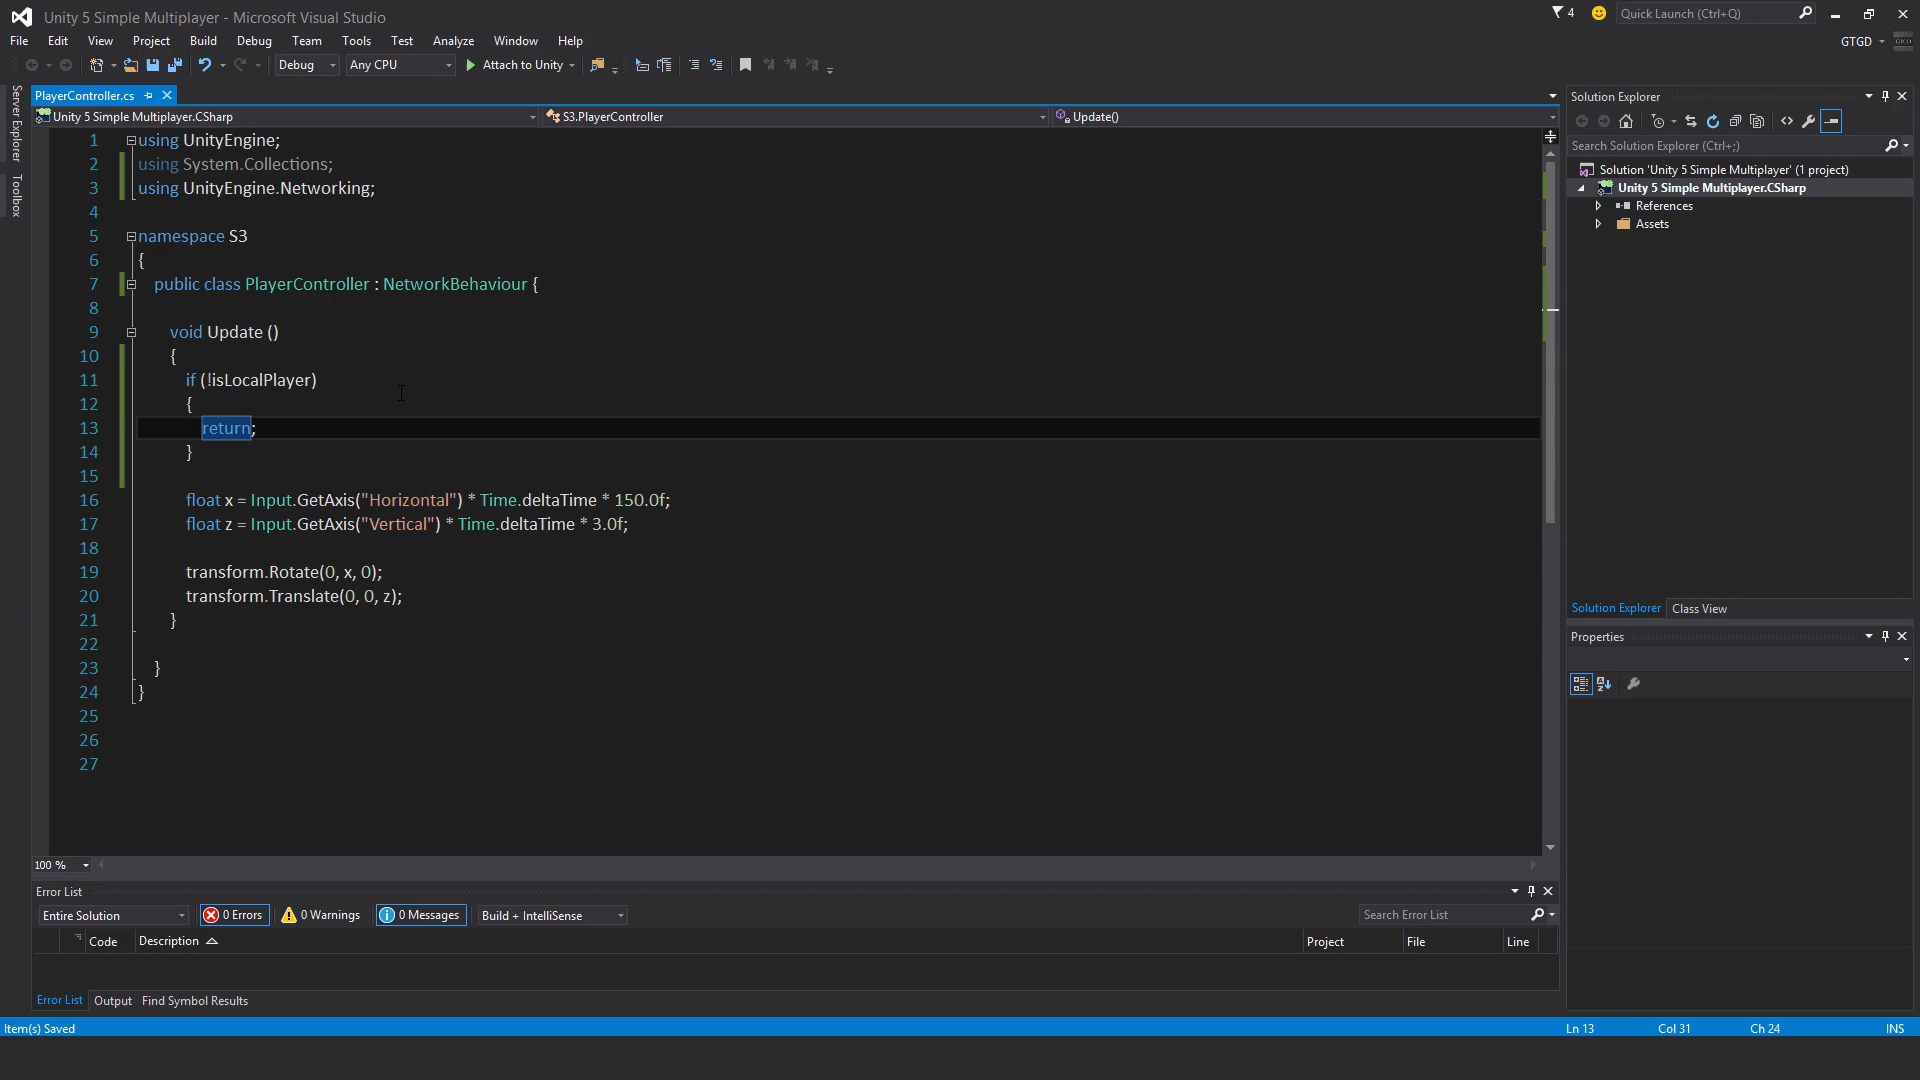 Unity 5 Simple Multiplayer - Microsoft Visual Studio
4
Quick Launch (Ctrl+Q)
File Edit View Project Build Debug Team Tools Test Analyze Window Help
GTGD
Debug Any CPU Attach to Unity
Server Explorer
Toolbox
PlayerController.cs
Unity 5 Simple Multiplayer.CSharp S3.PlayerController Update()
1 using UnityEngine;
2 using System.Collections;
3 using UnityEngine.Networking;
4
5 namespace S3
6 {
7 public class PlayerController : NetworkBehaviour {
8
9 void Update ()
10 {
11 if (!isLocalPlayer)
12 {
13 return;
14 }
15
16 float x = Input.GetAxis("Horizontal") * Time.deltaTime * 150.0f;
17 float z = Input.GetAxis("Vertical") * Time.deltaTime * 3.0f;
18
19 transform.Rotate(0, x, 0);
20 transform.Translate(0, 0, z);
21 }
22
23 }
24 }
25
26
27
100 %
Solution Explorer
Search Solution Explorer (Ctrl+;)
Solution 'Unity 5 Simple Multiplayer' (1 project)
Unity 5 Simple Multiplayer.CSharp
References
Assets
Solution Explorer Class View
Properties
Error List
Entire Solution 0 Errors 0 Warnings 0 Messages Build + IntelliSense Search Error List
Code Description Project File Line
Error List Output Find Symbol Results
Item(s) Saved Ln 13 Col 31 Ch 24 INS